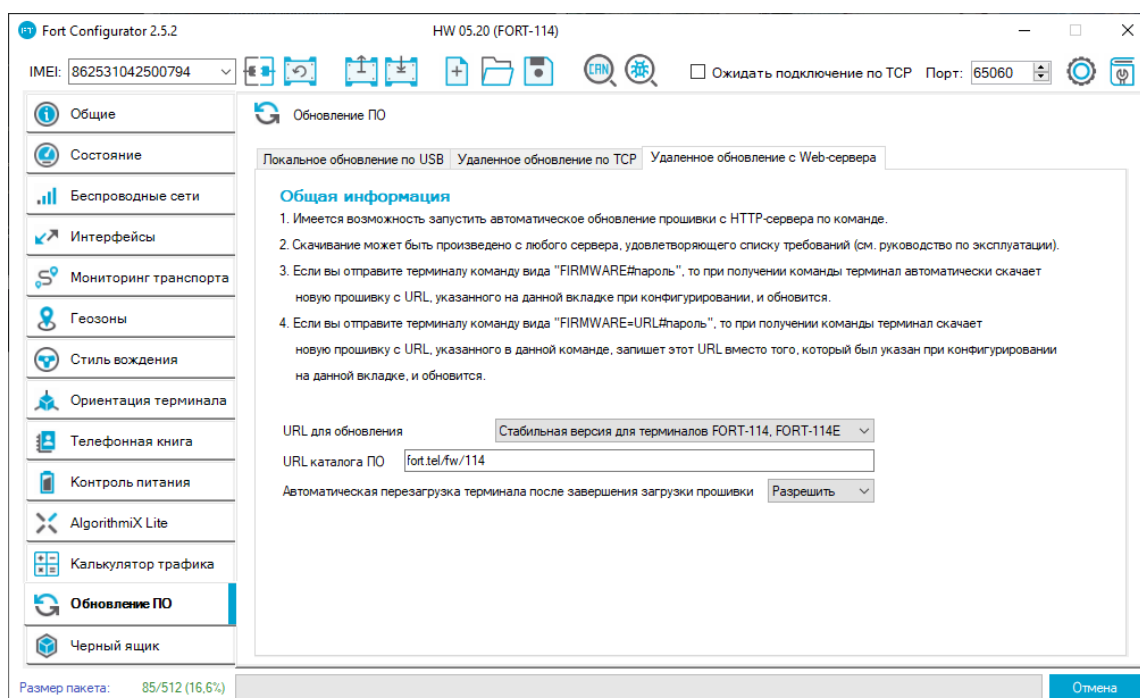 Fort Configurator 2.5.2
HW 05.20 (FORT-114)
IMEI: 862531042500794
CAN
Ожидать подключение по TCP Порт: 65060
Общие
Состояние
Беспроводные сети
Интерфейсы
Мониторинг транспорта
Геозоны
Стиль вождения
Ориентация терминала
Телефонная книга
Контроль питания
AlgorithmiX Lite
Калькулятор трафика
Обновление ПО
Черный ящик
Обновление ПО
Локальное обновление по USB
Удаленное обновление по TCP
Удаленное обновление с Web-сервера
Общая информация
1. Имеется возможность запустить автоматическое обновление прошивки с HTTP-сервера по команде.
2. Скачивание может быть произведено с любого сервера, удовлетворяющего списку требований (см. руководство по эксплуатации).
3. Если вы отправите терминалу команду вида "FIRMWARE#пароль", то при получении команды терминал автоматически скачает
новую прошивку с URL, указанного на данной вкладке при конфигурировании, и обновится.
4. Если вы отправите терминалу команду вида "FIRMWARE=URL#пароль", то при получении команды терминал скачает
новую прошивку с URL, указанного в данной команде, запишет этот URL вместо того, который был указан при конфигурировании
на данной вкладке, и обновится.
URL для обновления Стабильная версия для терминалов FORT-114, FORT-114E
URL каталога ПО fort.tel/fw/114
Автоматическая перезагрузка терминала после завершения загрузки прошивки Разрешить
Размер пакета: 85/512 (16,6%)
Отмена